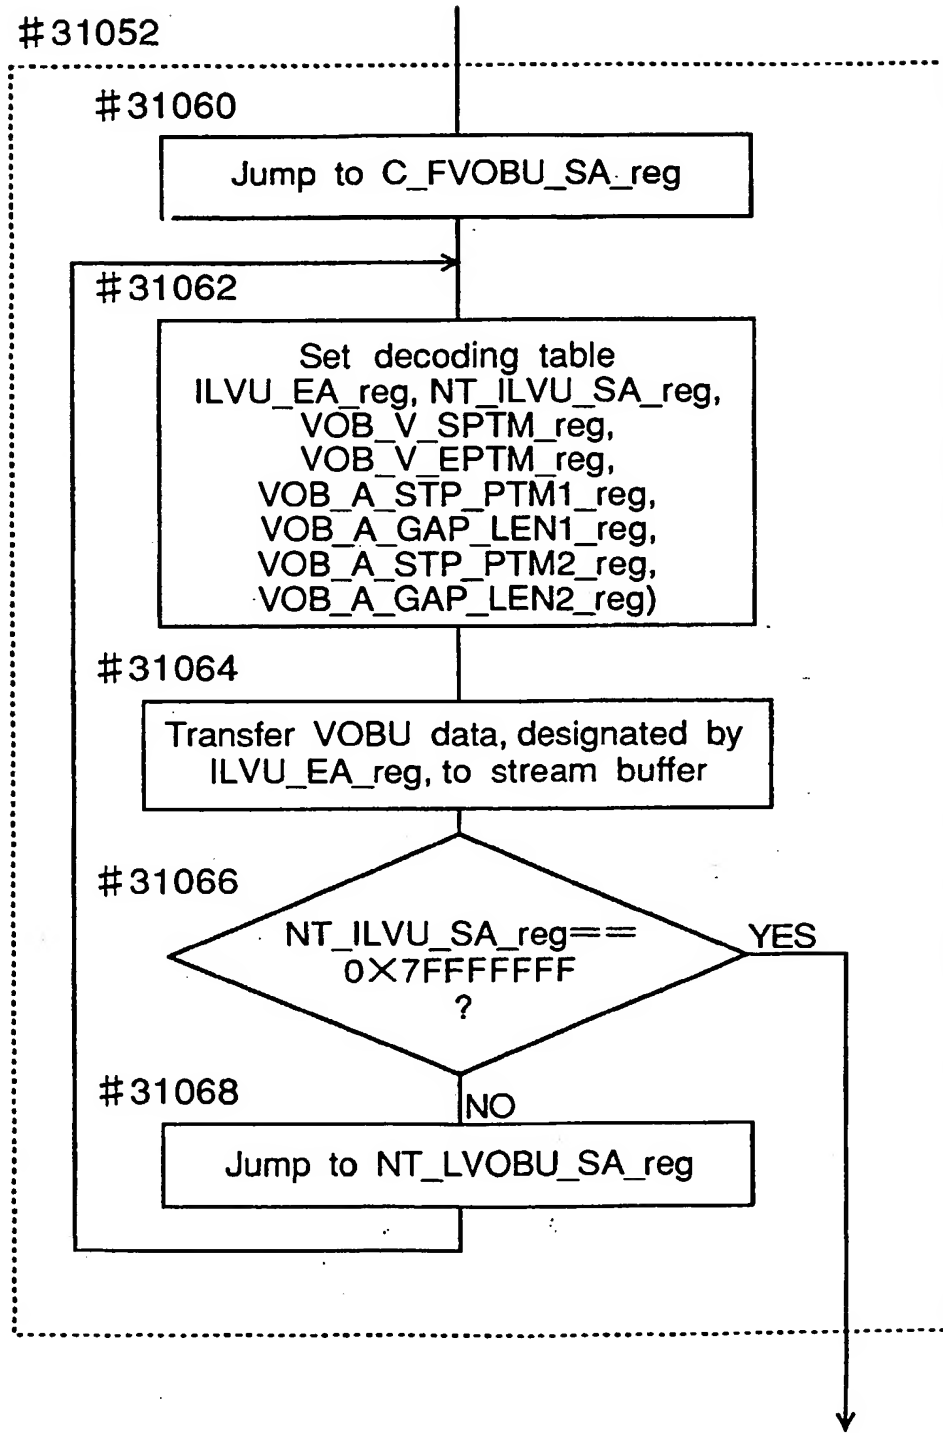 #31052
#31060
Jump to C_FVOBU_SA_reg
#31062
Set decoding table
ILVU_EA_reg, NT_ILVU_SA_reg,
VOB_V_SPTM_reg,
VOB_V_EPTM_reg,
VOB_A_STP_PTM1_reg,
VOB_A_GAP_LEN1_reg,
VOB_A_STP_PTM2_reg,
VOB_A_GAP_LEN2_reg)
#31064
Transfer VOBU data, designated by
ILVU_EA_reg, to stream buffer
#31066
NT_ILVU_SA_reg==
0X7FFFFFFF
?
YES
#31068
NO
Jump to NT_LVOBU_SA_reg